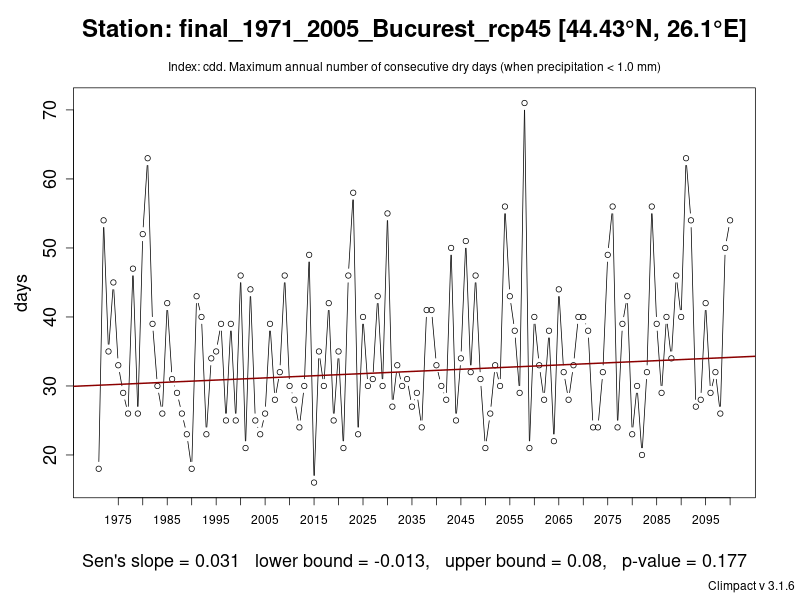 Station: final_1971_2005_Bucurest_rcp45 [44.43°N, 26.1°E]
Index: cdd. Maximum annual number of consecutive dry days (when precipitation < 1.0 mm)
70
60
50
40
30
20
days
1975 1985 1995 2005 2015 2025 2035 2045 2055 2065 2075 2085 2095
Sen's slope = 0.031 lower bound = -0.013, upper bound = 0.08, p-value = 0.177
Climpact v 3.1.6